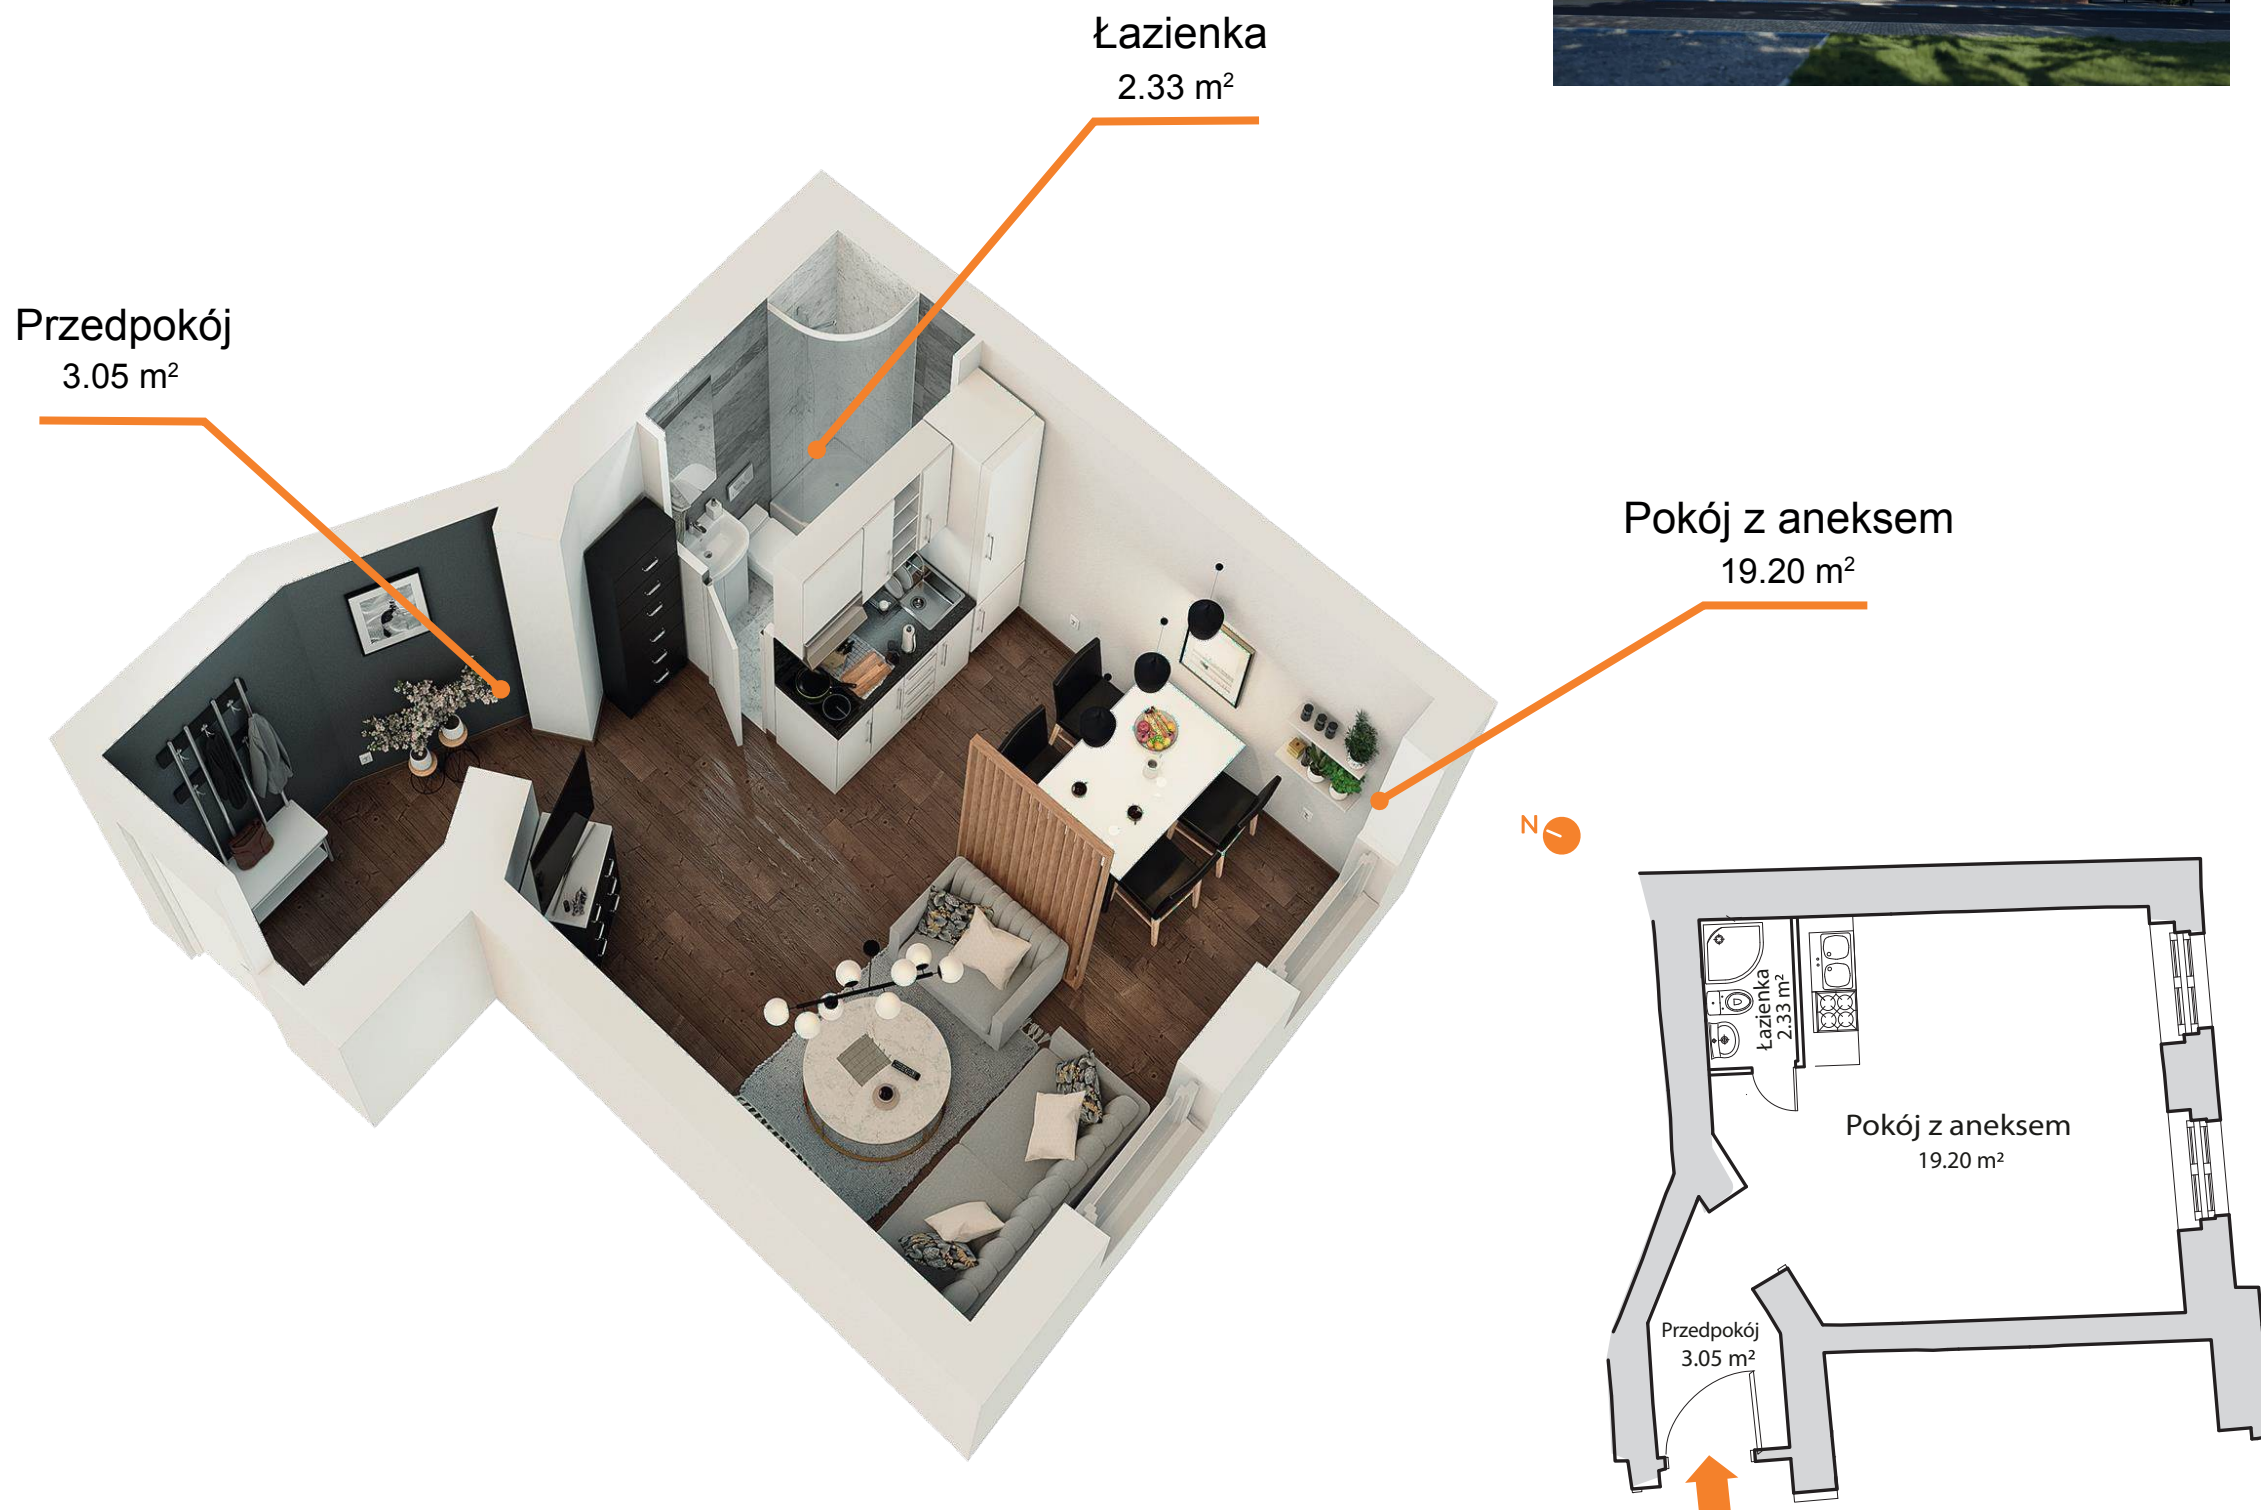 Łazienka
2.33 m²
Przedpokój
3.05 m²
Pokój z aneksem
19.20 m²
N
Łazienka
2.33 m²
Pokój z aneksem
19.20 m²
Przedpokój
3.05 m²